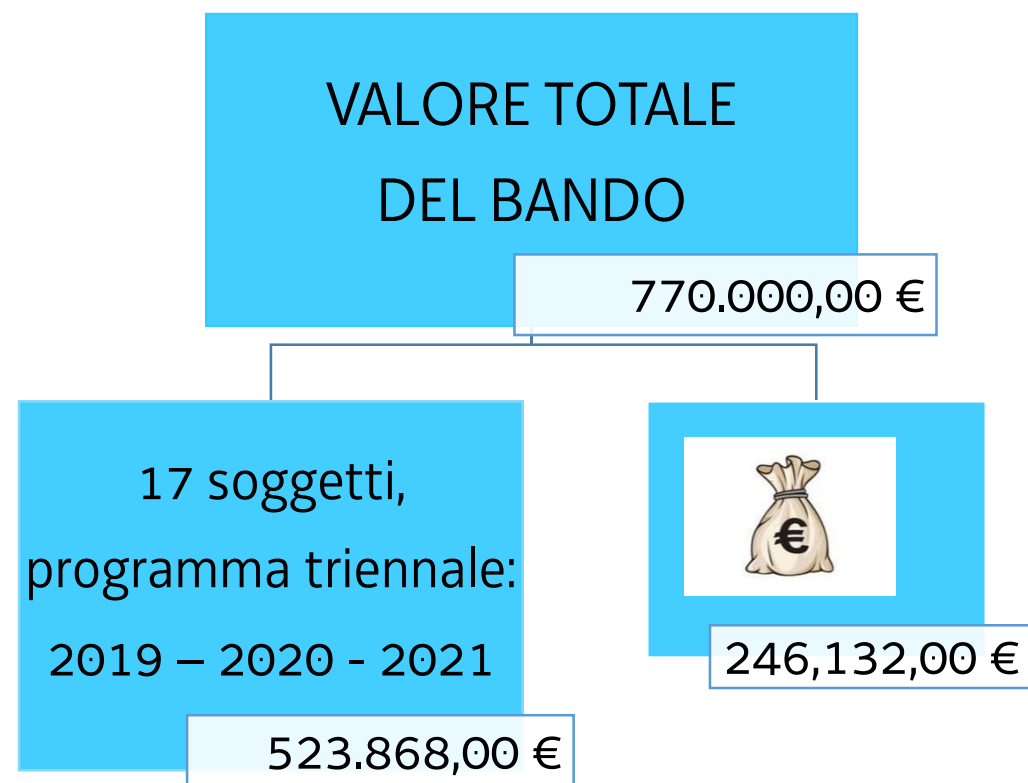 VALORE TOTALE
DEL BANDO
770.000,00 €
17 soggetti,
programma triennale:
2019 – 2020 - 2021
523.868,00 €
€
246,132,00 €